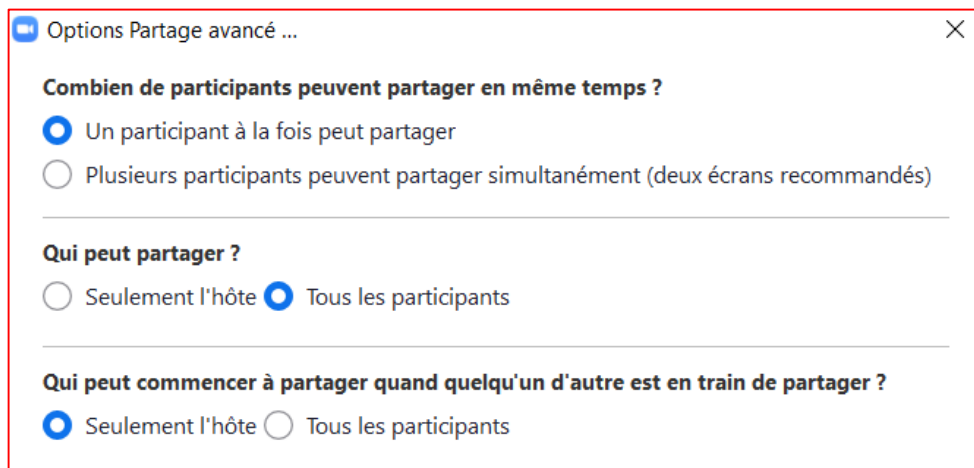 Options Partage avancé ...
Combien de participants peuvent partager en même temps ?
Un participant à la fois peut partager
Plusieurs participants peuvent partager simultanément (deux écrans recommandés)
Qui peut partager ?
Seulement l'hôte Tous les participants
Qui peut commencer à partager quand quelqu'un d'autre est en train de partager ?
Seulement l'hôte Tous les participants